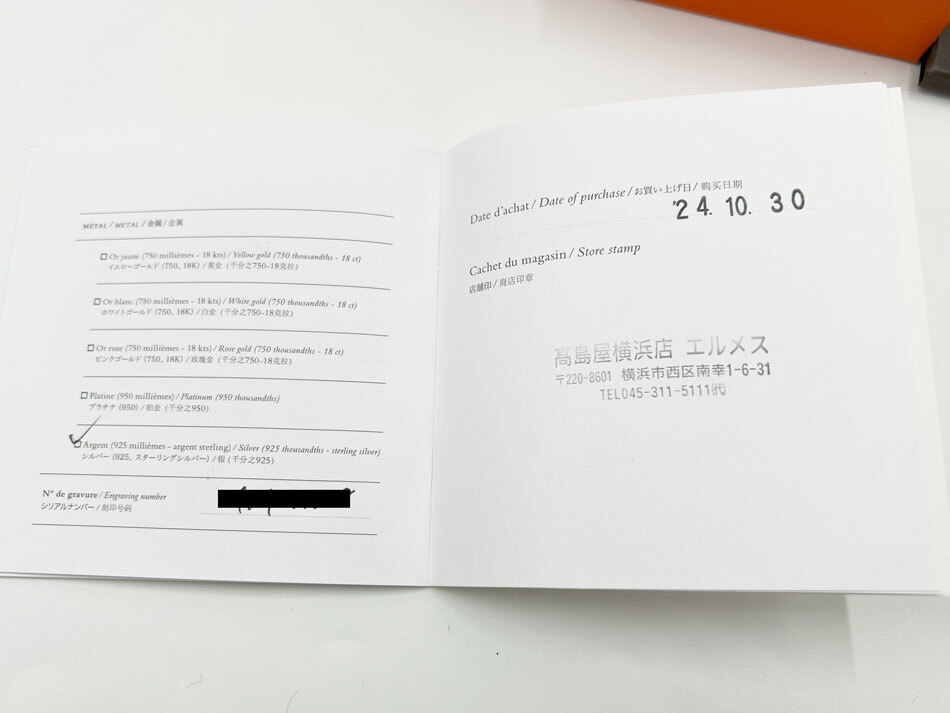 MÉTAL / METAL / 金属 / 金属
Or jaune (750 millièmes - 18 kts) / Yellow gold (750 thousandths - 18 ct)
イエローゴールド (750、18K) / 黄金 (千分之750-18克拉)
Or blanc (750 millièmes - 18 kts) / White gold (750 thousandths - 18 ct)
ホワイトゴールド (750、18K) / 白金 (千分之750-18克拉)
Or rose (750 millièmes - 18 kts) / Rose gold (750 thousandths - 18 ct)
ピンクゴールド (750、18K) / 玫瑰金 (千分之750-18克拉)
Platine (950 millièmes) / Platinum (950 thousandths)
プラチナ (950) / 铂金 (千分之950)
Argent (925 millièmes - argent sterling) / Silver (925 thousandths - sterling silver)
シルバー (925、スターリングシルバー) / 银 (千分之925)
N° de gravure / Engraving number
シリアルナンバー / 刻印号码
Date d'achat / Date of purchase / お買い上げ日 / 购买日期
'24. 10. 30
Cachet du magasin / Store stamp
店舗印 / 商店印章
髙島屋横浜店 エルメス
〒220-8601 横浜市西区南幸1-6-31
TEL045-311-5111㈹